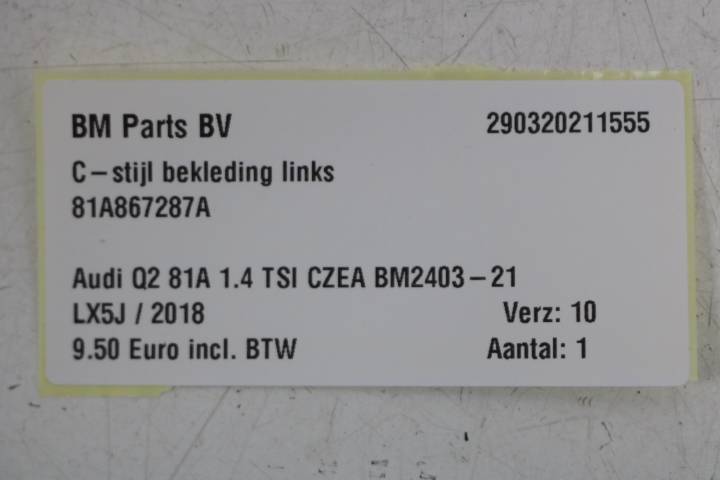 BM Parts BV 290320211555
C-stijl bekleding links
81A867287A
Audi Q2 81A 1.4 TSI CZEA BM2403-21
LX5J / 2018 Verz: 10
9.50 Euro incl. BTW Aantal: 1